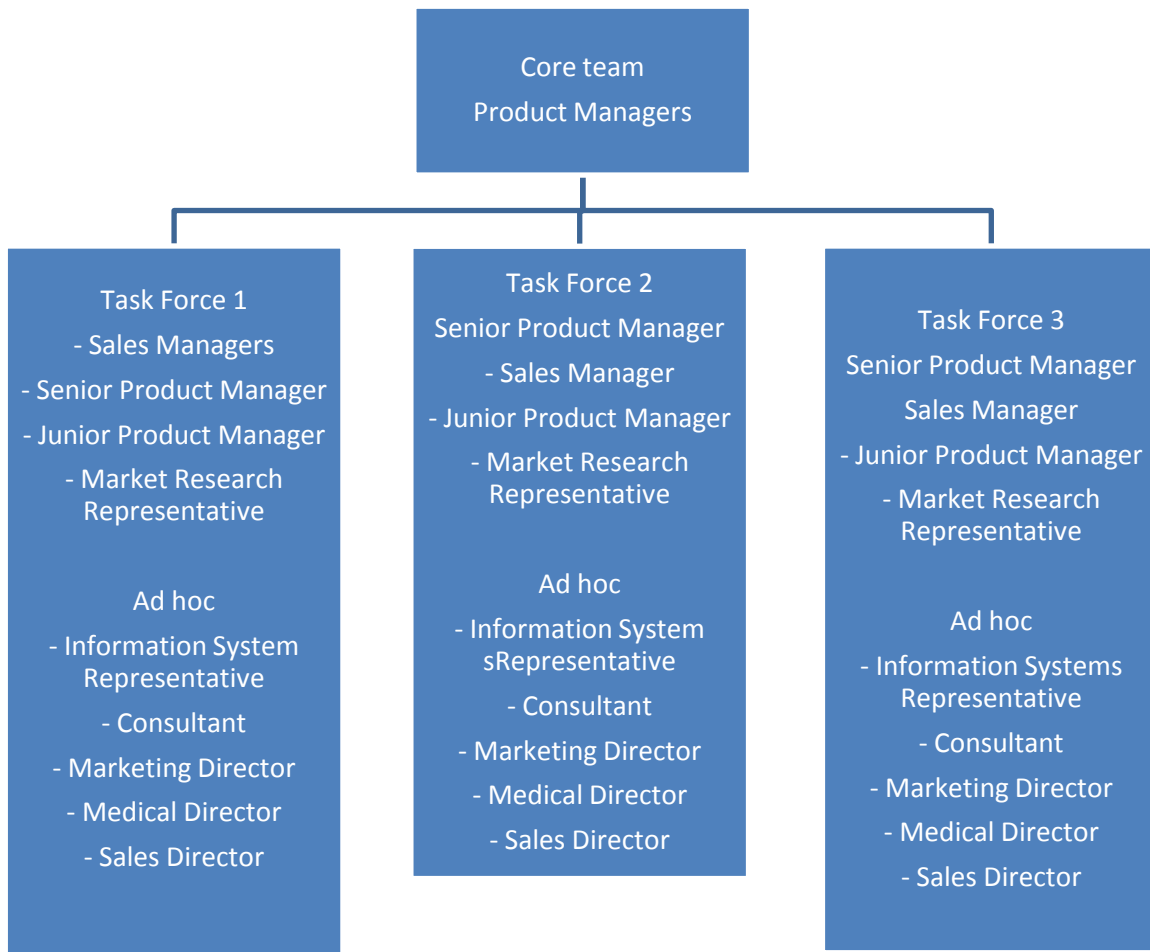 Core team
Product Managers
Task Force 1
- Sales Managers
- Senior Product Manager
- Junior Product Manager
- Market Research
Representative
Ad hoc
- Information System
Representative
- Consultant
- Marketing Director
- Medical Director
- Sales Director
Task Force 2
Senior Product Manager
- Sales Manager
- Junior Product Manager
- Market Research
Representative
Ad hoc
- Information System
sRepresentative
- Consultant
- Marketing Director
- Medical Director
- Sales Director
Task Force 3
Senior Product Manager
Sales Manager
- Junior Product Manager
- Market Research
Representative
Ad hoc
- Information Systems
Representative
- Consultant
- Marketing Director
- Medical Director
- Sales Director